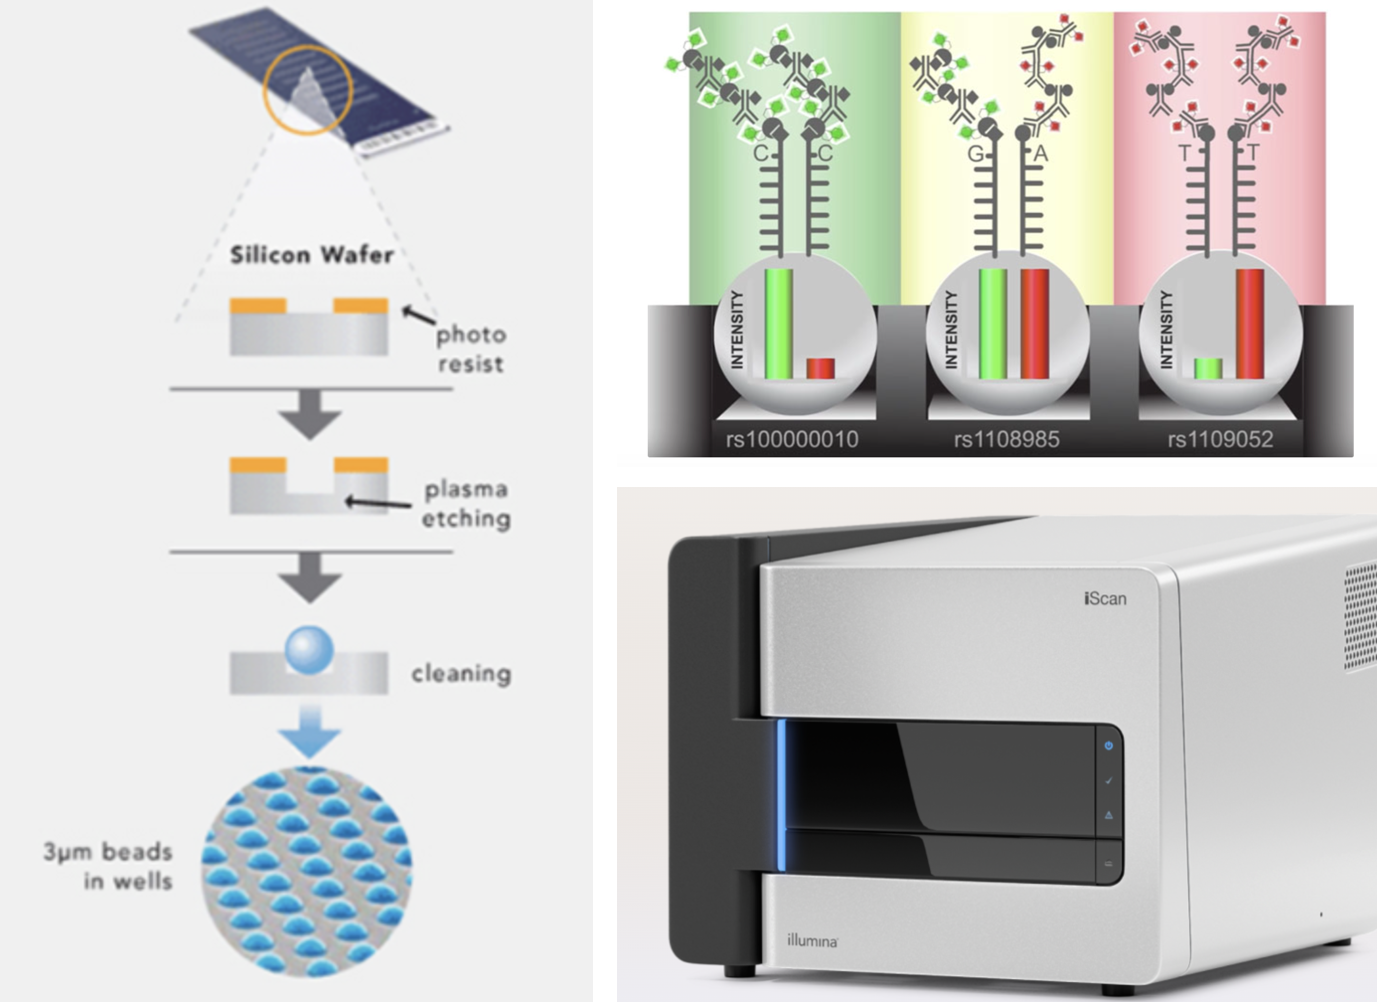 Silicon Wafer
photo
resist
plasma
etching
cleaning
3µm beads
in wells
C C
G A
T T
INTENSITY
INTENSITY
INTENSITY
rs100000010
rs1108985
rs1109052
iScan
illumina